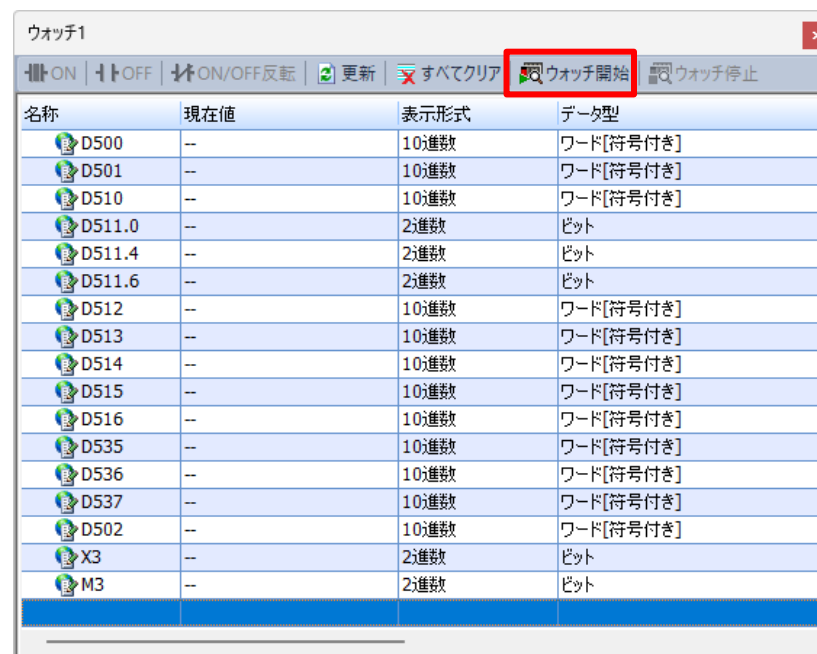 ウォッチ1
ON OFF ON/OFF反転 更新 すべてクリア ウォッチ開始 ウォッチ停止
名称 現在値 表示形式 データ型
D500 -- 10進数 ワード[符号付き]
D501 -- 10進数 ワード[符号付き]
D510 -- 10進数 ワード[符号付き]
D511.0 -- 2進数 ビット
D511.4 -- 2進数 ビット
D511.6 -- 2進数 ビット
D512 -- 10進数 ワード[符号付き]
D513 -- 10進数 ワード[符号付き]
D514 -- 10進数 ワード[符号付き]
D515 -- 10進数 ワード[符号付き]
D516 -- 10進数 ワード[符号付き]
D535 -- 10進数 ワード[符号付き]
D536 -- 10進数 ワード[符号付き]
D537 -- 10進数 ワード[符号付き]
D502 -- 10進数 ワード[符号付き]
X3 -- 2進数 ビット
M3 -- 2進数 ビット